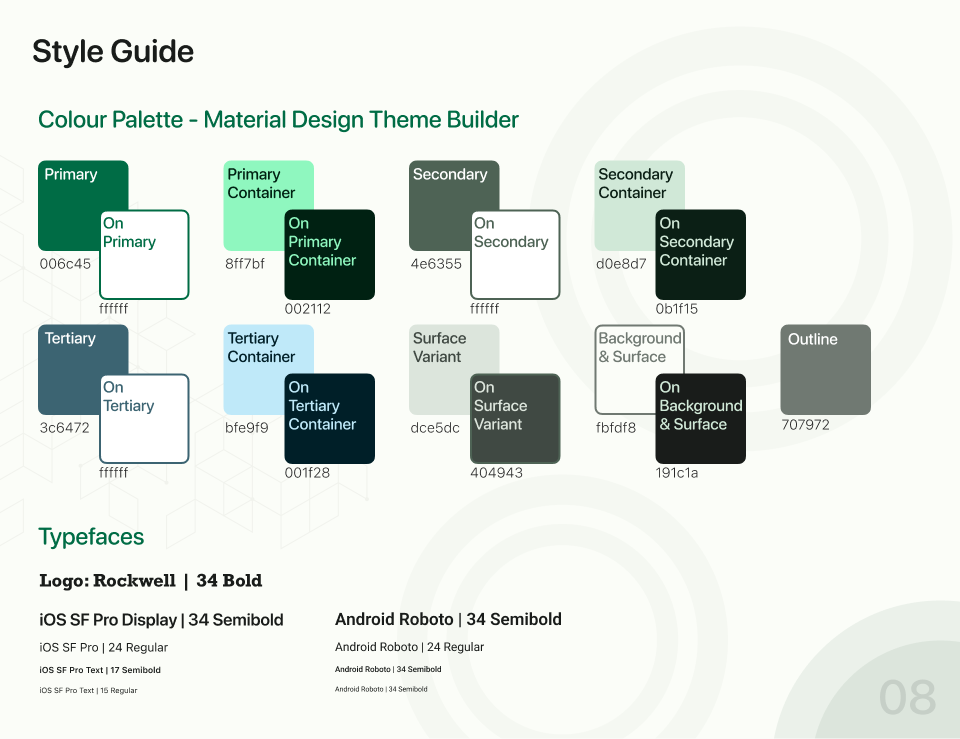 Style Guide
Colour Palette - Material Design Theme Builder
Primary
On
Primary
006c45
ffffff
Primary
Container
On
Primary
Container
8ff7bf
002112
Secondary
On
Secondary
4e6355
ffffff
Secondary
Container
On
Secondary
Container
d0e8d7
0b1f15
Tertiary
On
Tertiary
3c6472
ffffff
Tertiary
Container
On
Tertiary
Container
bfe9f9
001f28
Surface
Variant
On
Surface
Variant
dce5dc
404943
Background
& Surface
On
Background
& Surface
fbfdf8
191c1a
Outline
707972
Typefaces
Logo: Rockwell | 34 Bold
iOS SF Pro Display | 34 Semibold
iOS SF Pro | 24 Regular
iOS SF Pro Text | 17 Semibold
iOS SF Pro Text | 15 Regular
Android Roboto | 34 Semibold
Android Roboto | 24 Regular
Android Roboto | 34 Semibold
Android Roboto | 34 Semibold
08